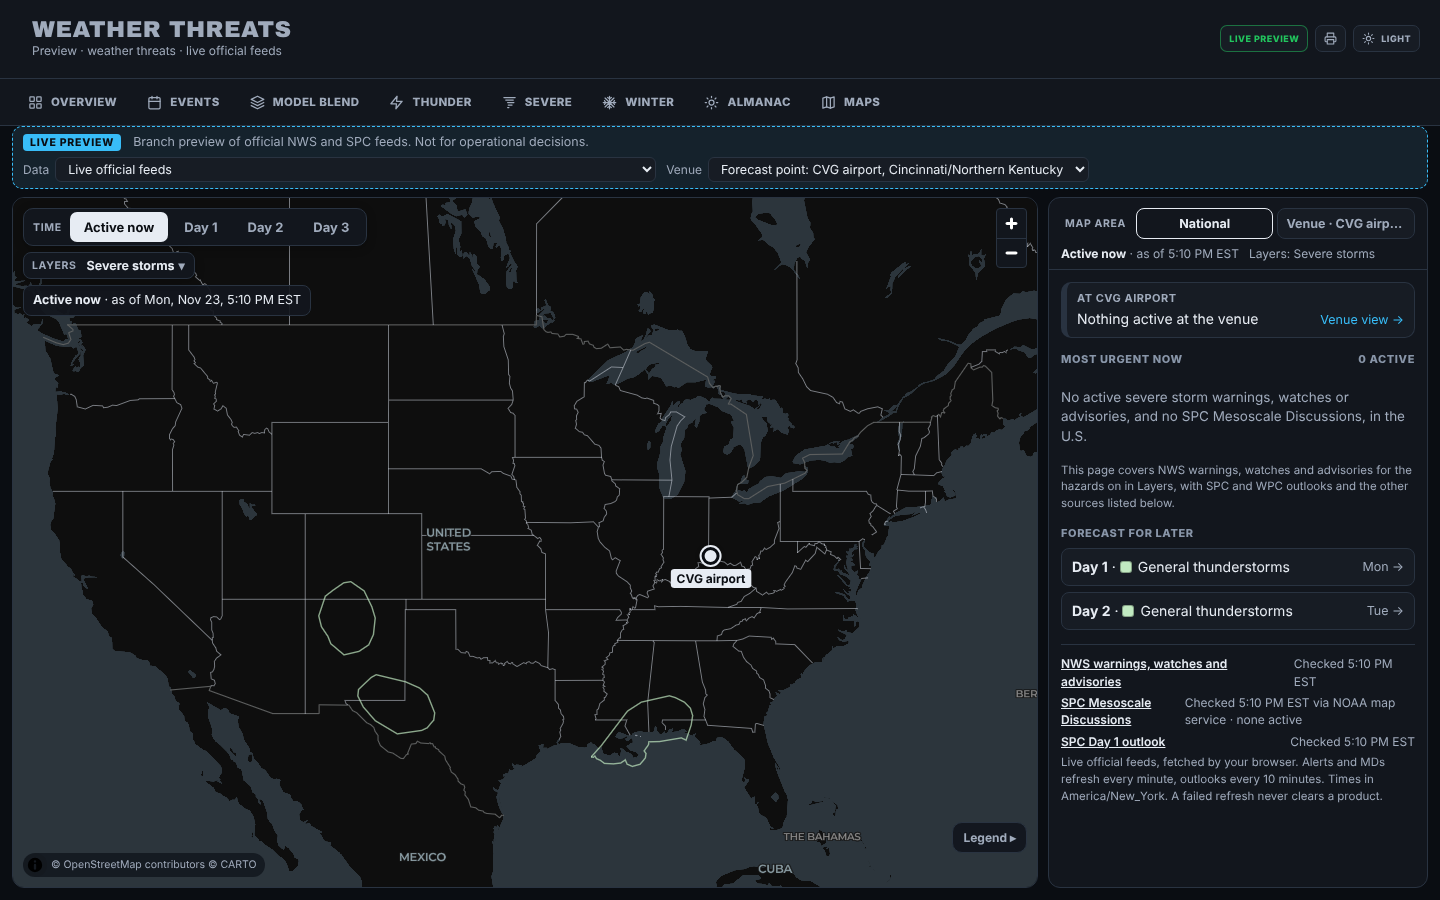 WEATHER THREATS
Preview · weather threats · live official feeds
LIVE PREVIEW
LIGHT
OVERVIEW
EVENTS
MODEL BLEND
THUNDER
SEVERE
WINTER
ALMANAC
MAPS
LIVE PREVIEW Branch preview of official NWS and SPC feeds. Not for operational decisions.
Data Live official feeds Venue Forecast point: CVG airport, Cincinnati/Northern Kentucky
TIME Active now Day 1 Day 2 Day 3
LAYERS Severe storms ▾
Active now · as of Mon, Nov 23, 5:10 PM EST
+
−
UNITED
STATES
CVG airport
BER
THE BAHAMAS
MEXICO
CUBA
Legend ▸
© OpenStreetMap contributors © CARTO
MAP AREA National Venue · CVG airp...
Active now · as of 5:10 PM EST Layers: Severe storms
AT CVG AIRPORT
Nothing active at the venue Venue view →
MOST URGENT NOW 0 ACTIVE
No active severe storm warnings, watches or
advisories, and no SPC Mesoscale Discussions, in the
U.S.
This page covers NWS warnings, watches and advisories for the
hazards on in Layers, with SPC and WPC outlooks and the other
sources listed below.
FORECAST FOR LATER
Day 1 · General thunderstorms Mon →
Day 2 · General thunderstorms Tue →
NWS warnings, watches and
advisories
Checked 5:10 PM
EST
SPC Mesoscale
Discussions
Checked 5:10 PM EST via NOAA map
service · none active
SPC Day 1 outlook Checked 5:10 PM EST
Live official feeds, fetched by your browser. Alerts and MDs
refresh every minute, outlooks every 10 minutes. Times in
America/New_York. A failed refresh never clears a product.